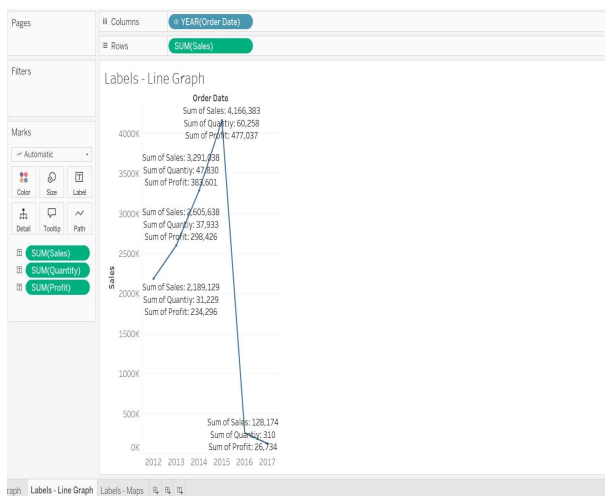 Pages
Columns
YEAR(Order Date)
Rows
SUM(Sales)
Filters
Marks
Automatic
Color
Size
Label
Detail
Tooltip
Path
SUM(Sales)
SUM(Quantity)
SUM(Profit)
Labels - Line Graph
Order Date
Sum of Sales: 4,166,383
Sum of Quantiy: 60,258
Sum of Profit: 477,037
Sum of Sales: 3,291,038
Sum of Quantiy: 47,830
Sum of Profit: 383,601
Sum of Sales: 2,605,638
Sum of Quantiy: 37,933
Sum of Profit: 298,426
Sum of Sales: 2,189,129
Sum of Quantiy: 31,229
Sum of Profit: 234,296
Sum of Sales: 128,174
Sum of Quantiy: 310
Sum of Profit: 26,734
Sales
4000K
3500K
3000K
2500K
2000K
1500K
1000K
500K
0K
2012 2013 2014 2015 2016 2017
raph
Labels - Line Graph
Labels - Maps